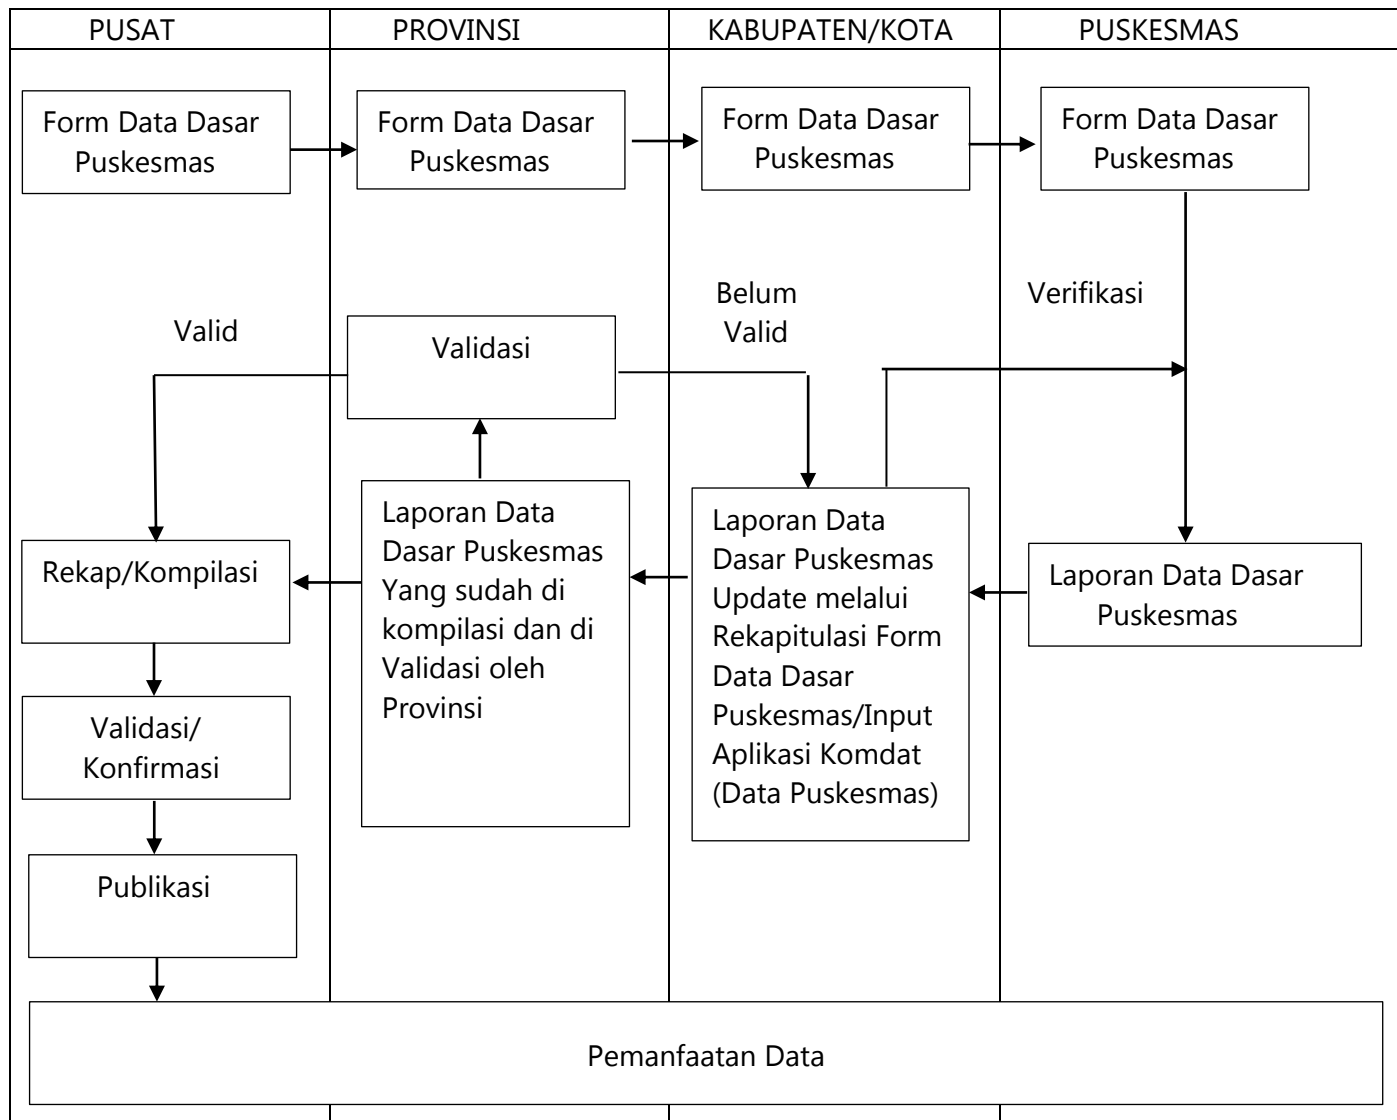 PUSAT
PROVINSI
KABUPATEN/KOTA
PUSKESMAS
Form Data Dasar
Puskesmas
Form Data Dasar
Puskesmas
Form Data Dasar
Puskesmas
Form Data Dasar
Puskesmas
Valid
Validasi
Belum
Valid
Verifikasi
Rekap/Kompilasi
Laporan Data
Dasar Puskesmas
Yang sudah di
kompilasi dan di
Validasi oleh
Provinsi
Laporan Data
Dasar Puskesmas
Update melalui
Rekapitulasi Form
Data Dasar
Puskesmas/Input
Aplikasi Komdat
(Data Puskesmas)
Laporan Data Dasar
Puskesmas
Validasi/
Konfirmasi
Publikasi
Pemanfaatan Data